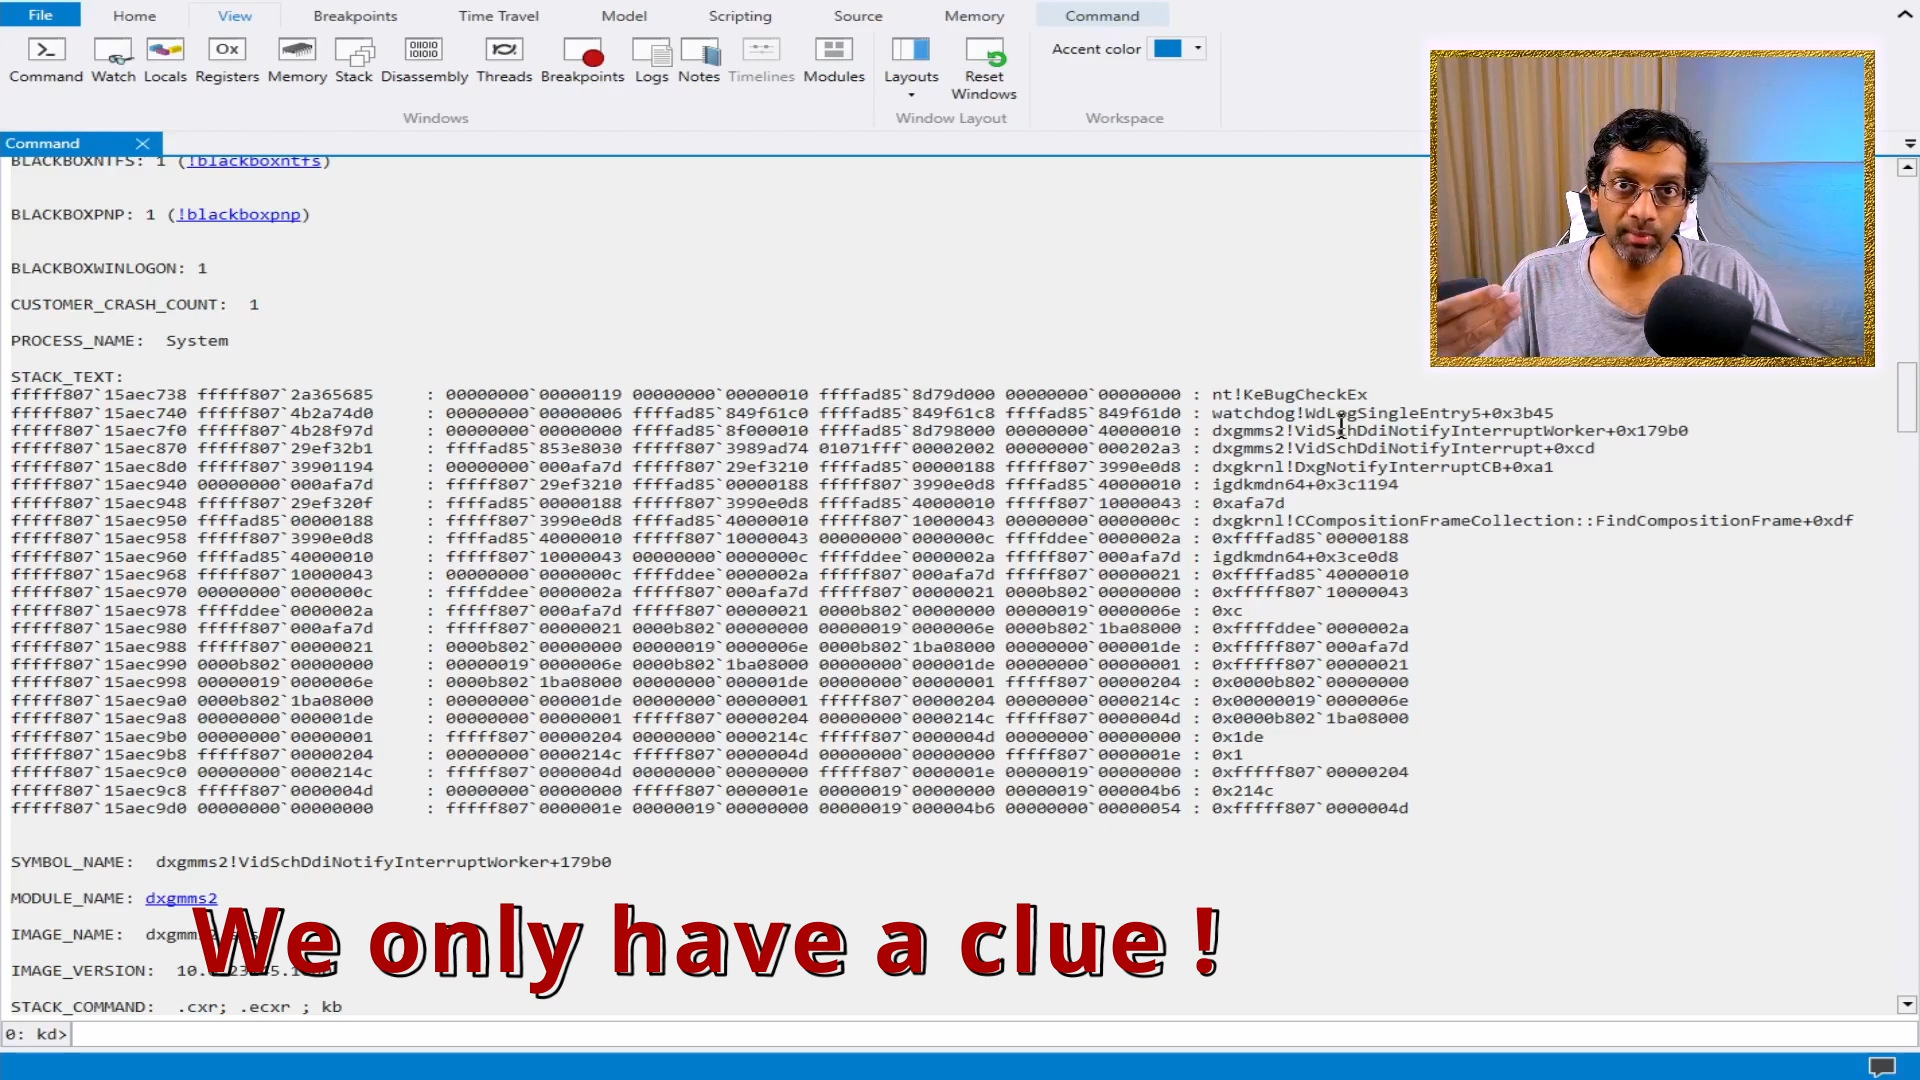 File Home View Breakpoints Time Travel Model Scripting Source Memory Command
Command Watch Locals Registers Memory Stack Disassembly Threads Breakpoints Logs Notes Timelines Modules Layouts Reset Windows Accent color
Windows Window Layout Workspace
Command
BLACKBOXNTFS: 1 (!blackboxntfs)
BLACKBOXPNP: 1 (!blackboxpnp)
BLACKBOXWINLOGON: 1
CUSTOMER_CRASH_COUNT: 1
PROCESS_NAME: System
STACK_TEXT:
fffff807`15aec738 fffff807`2a365685 : 00000000`00000119 00000000`00000010 ffffad85`8d79d000 00000000`00000000 : nt!KeBugCheckEx
fffff807`15aec740 fffff807`4b2a74d0 : 00000000`00000006 ffffad85`849f61c0 ffffad85`849f61c8 ffffad85`849f61d0 : watchdog!WdLogSingleEntry5+0x3b45
fffff807`15aec7f0 fffff807`4b28f97d : 00000000`00000000 ffffad85`8f000010 ffffad85`8d798000 00000000`40000010 : dxgmms2!VidSchDdiNotifyInterruptWorker+0x179b0
fffff807`15aec870 fffff807`29ef32b1 : ffffad85`853e8030 fffff807`3989ad74 01071fff`00002002 00000000`000202a3 : dxgmms2!VidSchDdiNotifyInterrupt+0xcd
fffff807`15aec8d0 fffff807`39901194 : 00000000`000afa7d fffff807`29ef3210 ffffad85`00000188 fffff807`3990e0d8 : dxgkrnl!DxgNotifyInterruptCB+0xa1
fffff807`15aec940 00000000`000afa7d : fffff807`29ef3210 ffffad85`00000188 fffff807`3990e0d8 ffffad85`40000010 : igdkmdn64+0x3c1194
fffff807`15aec948 fffff807`29ef320f : ffffad85`00000188 fffff807`3990e0d8 ffffad85`40000010 fffff807`10000043 : 0xafa7d
fffff807`15aec950 ffffad85`00000188 : fffff807`3990e0d8 ffffad85`40000010 fffff807`10000043 00000000`0000000c : dxgkrnl!CCompositionFrameCollection::FindCompositionFrame+0xdf
fffff807`15aec958 fffff807`3990e0d8 : ffffad85`40000010 fffff807`10000043 00000000`0000000c ffffddee`0000002a : 0xffffad85`00000188
fffff807`15aec960 ffffad85`40000010 : fffff807`10000043 00000000`0000000c ffffddee`0000002a fffff807`000afa7d : igdkmdn64+0x3ce0d8
fffff807`15aec968 fffff807`10000043 : 00000000`0000000c ffffddee`0000002a fffff807`000afa7d fffff807`00000021 : 0xffffad85`40000010
fffff807`15aec970 00000000`0000000c : ffffddee`0000002a fffff807`000afa7d fffff807`00000021 0000b802`00000000 : 0xfffff807`10000043
fffff807`15aec978 ffffddee`0000002a : fffff807`000afa7d fffff807`00000021 0000b802`00000000 00000019`0000006e : 0xc
fffff807`15aec980 fffff807`000afa7d : fffff807`00000021 0000b802`00000000 00000019`0000006e 0000b802`1ba08000 : 0xffffddee`0000002a
fffff807`15aec988 fffff807`00000021 : 0000b802`00000000 00000019`0000006e 0000b802`1ba08000 00000000`000001de : 0xfffff807`000afa7d
fffff807`15aec990 0000b802`00000000 : 00000019`0000006e 0000b802`1ba08000 00000000`000001de 00000000`00000001 : 0xfffff807`00000021
fffff807`15aec998 00000019`0000006e : 0000b802`1ba08000 00000000`000001de 00000000`00000001 fffff807`00000204 : 0x0000b802`00000000
fffff807`15aec9a0 0000b802`1ba08000 : 00000000`000001de 00000000`00000001 fffff807`00000204 00000000`0000214c : 0x00000019`0000006e
fffff807`15aec9a8 00000000`000001de : 00000000`00000001 fffff807`00000204 00000000`0000214c fffff807`0000004d : 0x0000b802`1ba08000
fffff807`15aec9b0 00000000`00000001 : fffff807`00000204 00000000`0000214c fffff807`0000004d 00000000`00000000 : 0x1de
fffff807`15aec9b8 fffff807`00000204 : 00000000`0000214c fffff807`0000004d 00000000`00000000 fffff807`0000001e : 0x1
fffff807`15aec9c0 00000000`0000214c : fffff807`0000004d 00000000`00000000 fffff807`0000001e 00000019`00000000 : 0xfffff807`00000204
fffff807`15aec9c8 fffff807`0000004d : 00000000`00000000 fffff807`0000001e 00000019`00000000 00000019`000004b6 : 0x214c
fffff807`15aec9d0 00000000`00000000 : fffff807`0000001e 00000019`00000000 00000019`000004b6 00000000`00000054 : 0xfffff807`0000004d
SYMBOL_NAME: dxgmms2!VidSchDdiNotifyInterruptWorker+179b0
MODULE_NAME: dxgmms2
IMAGE_NAME:
We only have a clue !
IMAGE_VERSION:
STACK_COMMAND: .cxr; .ecxr ; kb
0: kd>